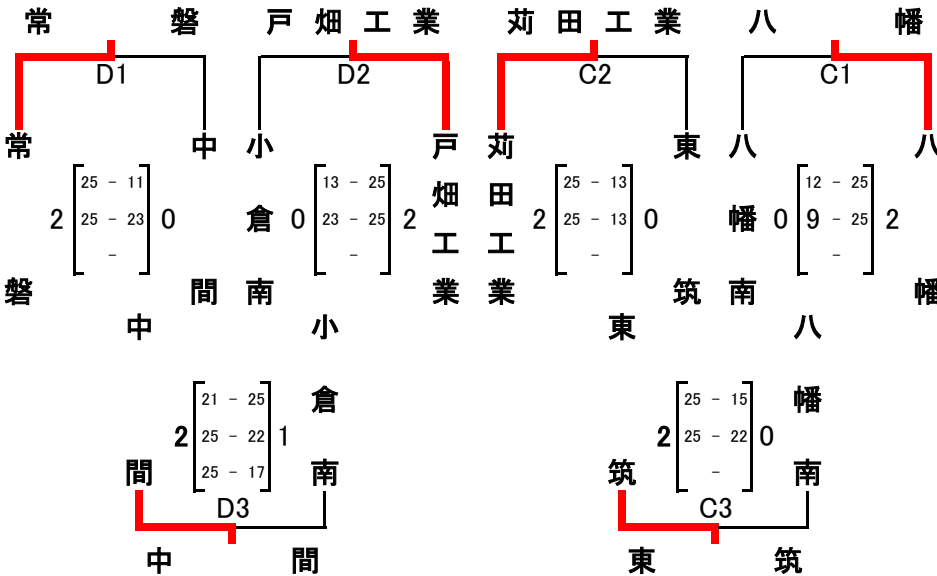 常磐 戸畑工業 苅田工業 八幡
D1 D2 C2 C1
常磐 中間 小倉南 戸畑工業 苅田工業 東筑 八幡南 八幡
2 25 - 11 0
25 - 23
-
0 13 - 25 2
23 - 25
-
2 25 - 13 0
25 - 13
-
0 12 - 25 2
9 - 25
-
中間 小倉南 東筑 八幡南
2 21 - 25 1
25 - 22
25 - 17
2 25 - 15 0
25 - 22
-
D3 C3
中間 東筑